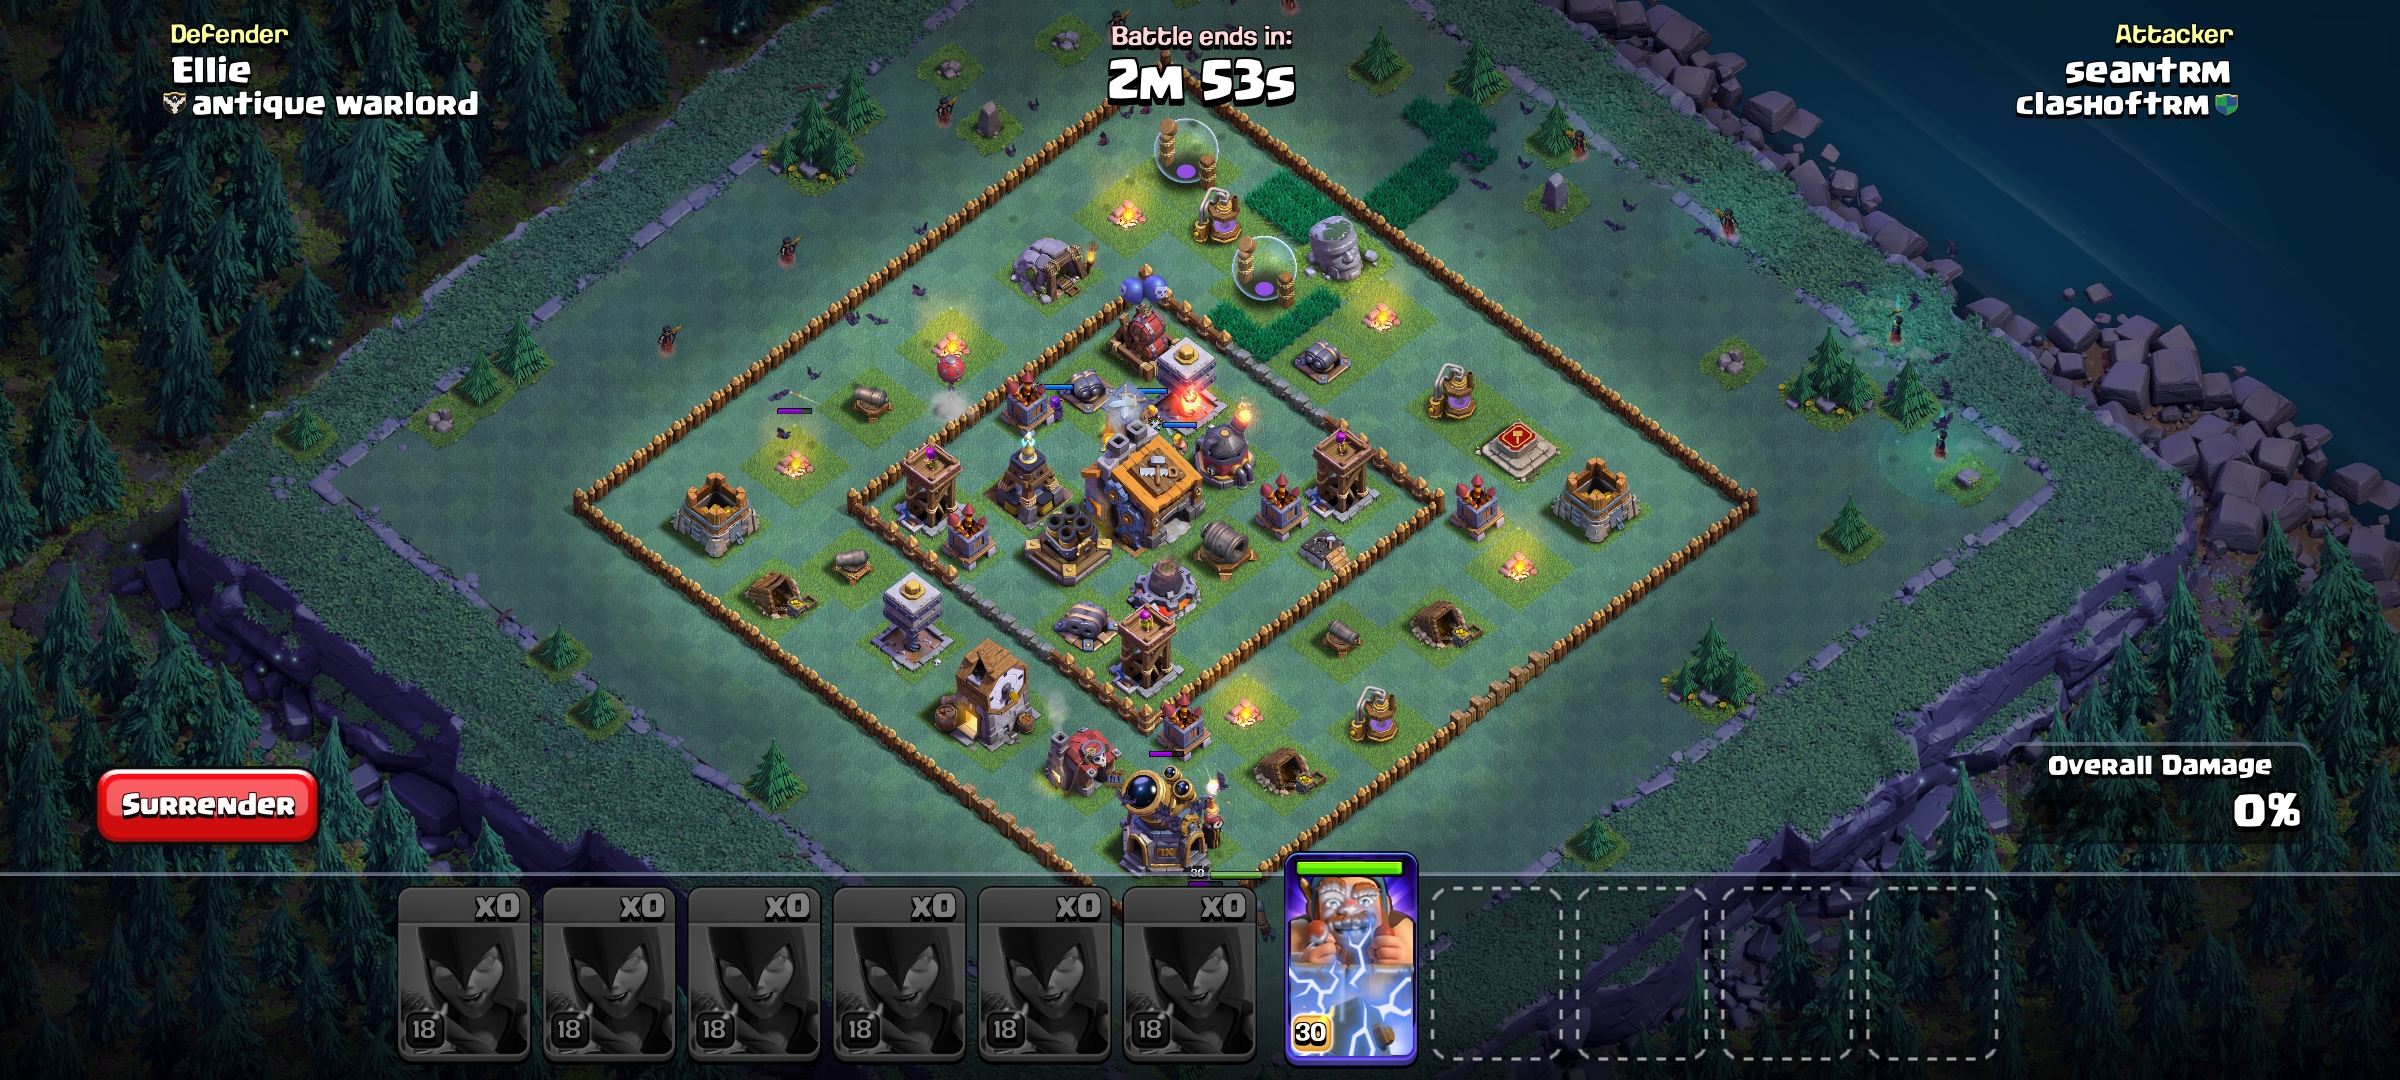 Defender
Ellie
antique warlord
Battle ends in:
2M 53s
Attacker
seantRM
clashoftRM
Surrender
Overall Damage
0%
30
x0
x0
x0
x0
x0
x0
18
18
18
18
18
18
30